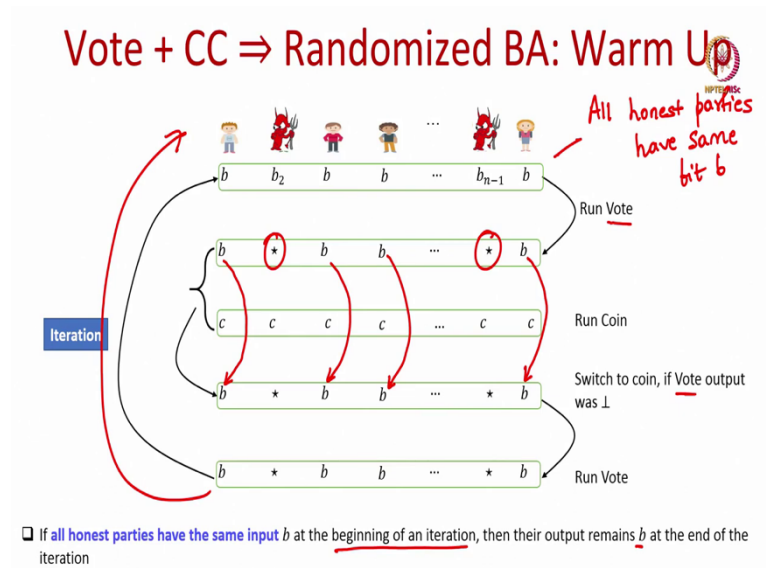 Vote + CC ⇒ Randomized BA: Warm Up
All honest parties
have same
bit b
...
b b₂ b b ... bₙ₋₁ b
Run Vote
b * b b ... * b
c c c c ... c c
Run Coin
Iteration
Switch to coin, if Vote output
was ⊥
b * b b ... * b
b * b b ... * b
Run Vote
❑ If all honest parties have the same input b at the beginning of an iteration, then their output remains b at the end of the
iteration